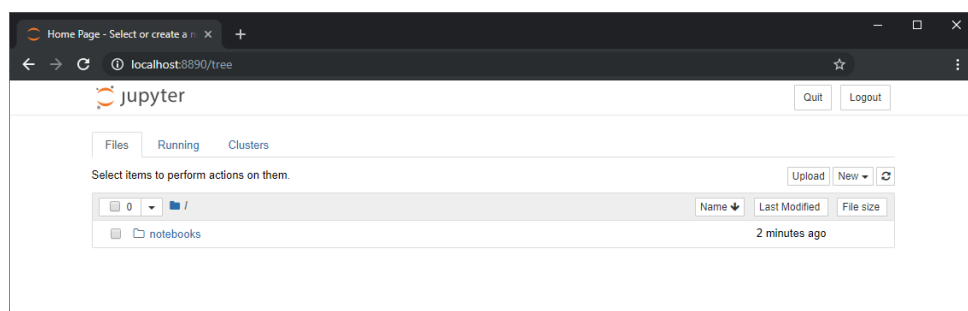 Home Page - Select or create a n
localhost:8890/tree
jupyter
Quit Logout
Files Running Clusters
Select items to perform actions on them.
Upload New
0 / Name Last Modified File size
notebooks 2 minutes ago